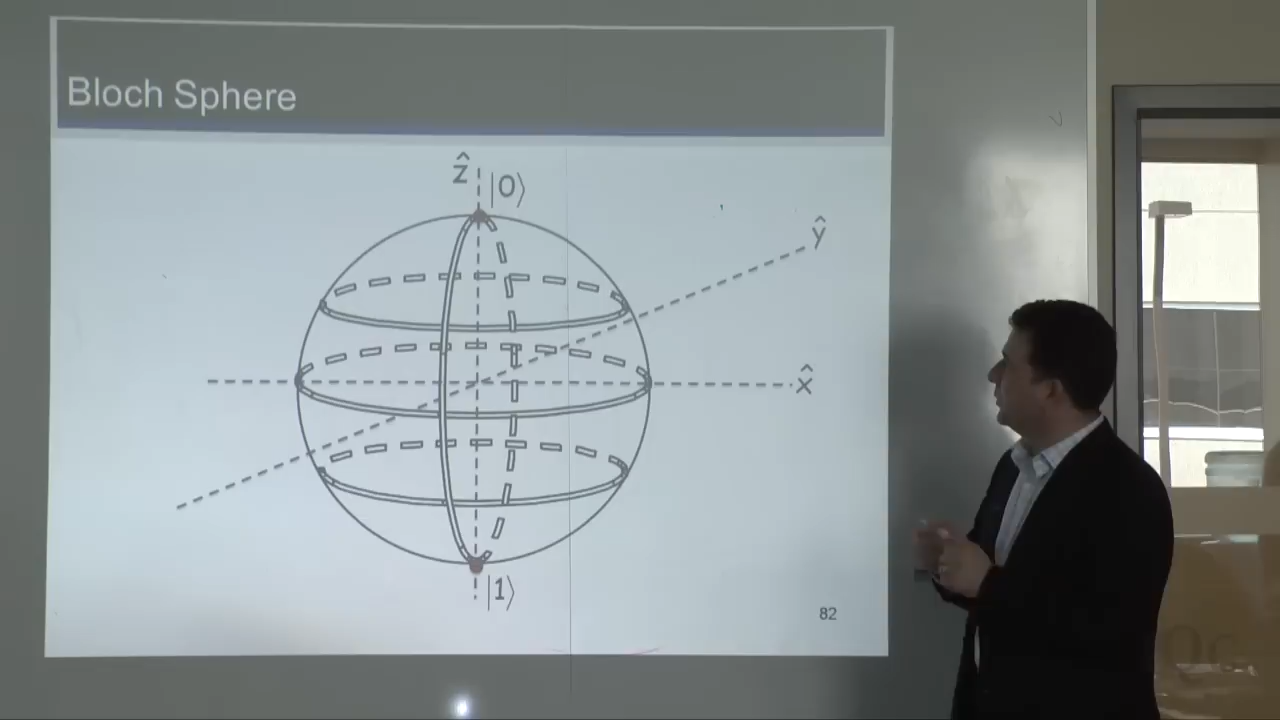 Bloch Sphere
ẑ
|0⟩
ŷ
x̂
|1⟩
82